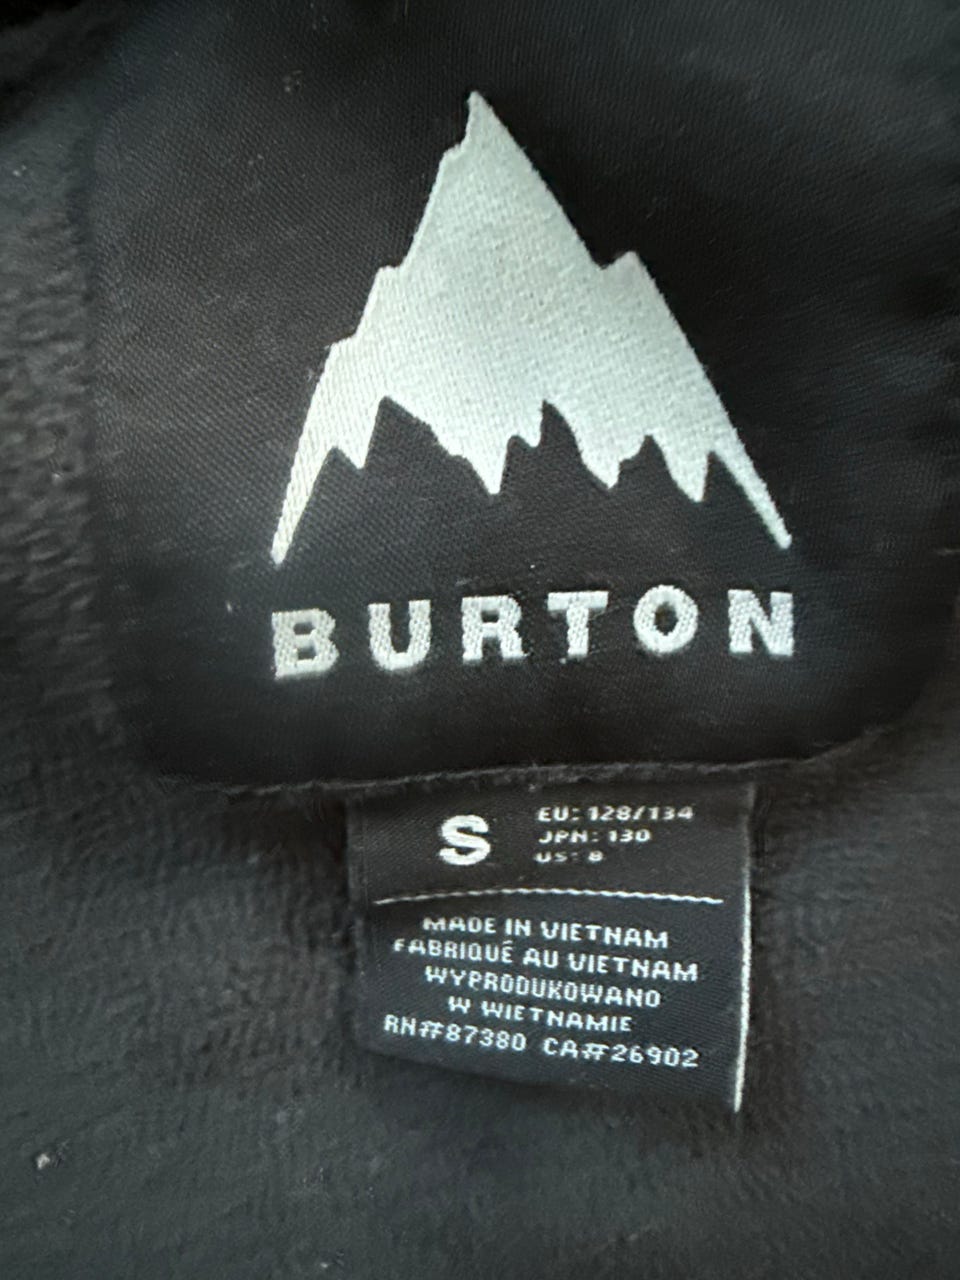 BURTON
S
EU: 128/134
JPN: 130
US: 8
MADE IN VIETNAM
FABRIQUÉ AU VIETNAM
WYPRODUKOWANO
W WIETNAMIE
RN#87380 CA#26902